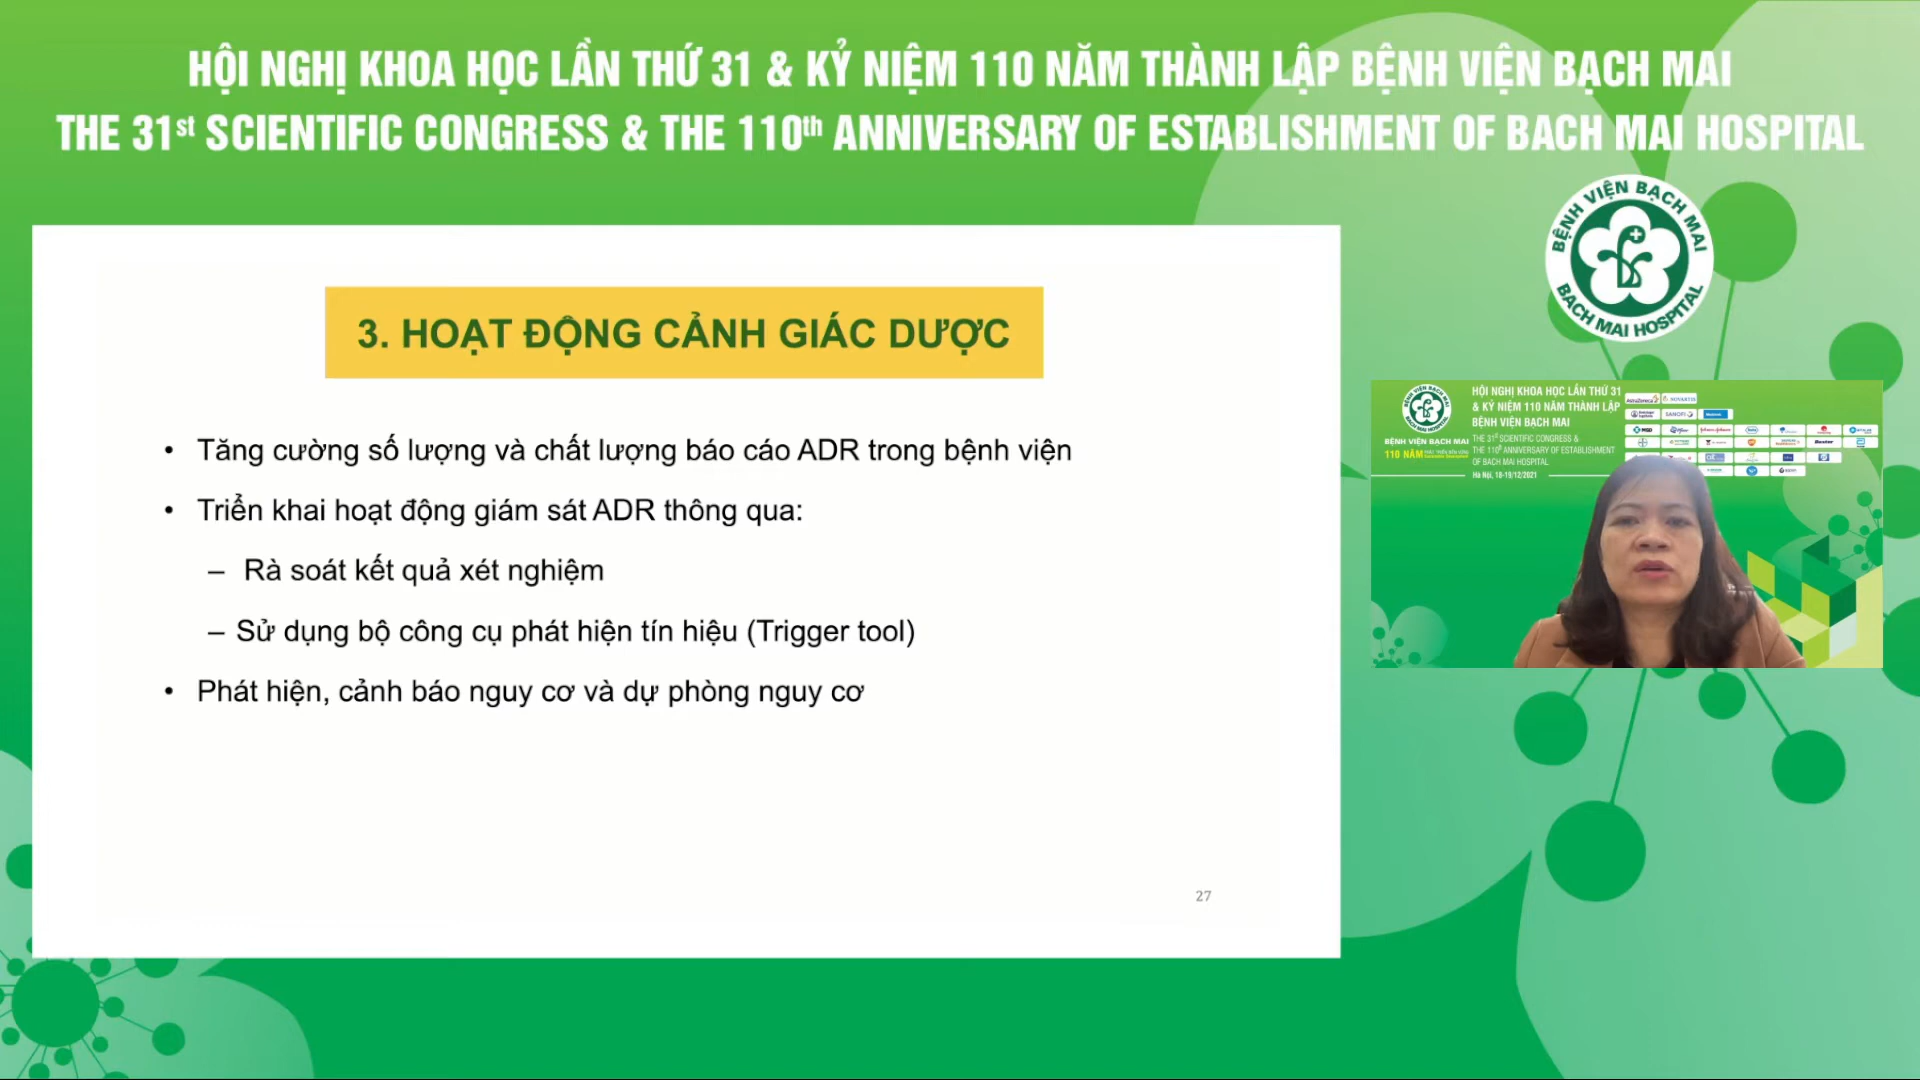 HỘI NGHỊ KHOA HỌC LẦN THỨ 31 & KỶ NIỆM 110 NĂM THÀNH LẬP BỆNH VIỆN BẠCH MAI
THE 31st SCIENTIFIC CONGRESS & THE 110th ANNIVERSARY OF ESTABLISHMENT OF BACH MAI HOSPITAL
BỆNH VIỆN BẠCH MAI
BACH MAI HOSPITAL
3. HOẠT ĐỘNG CẢNH GIÁC DƯỢC
• Tăng cường số lượng và chất lượng báo cáo ADR trong bệnh viện
• Triển khai hoạt động giám sát ADR thông qua:
– Rà soát kết quả xét nghiệm
– Sử dụng bộ công cụ phát hiện tín hiệu (Trigger tool)
• Phát hiện, cảnh báo nguy cơ và dự phòng nguy cơ
27
HỘI NGHỊ KHOA HỌC LẦN THỨ 31
& KỶ NIỆM 110 NĂM THÀNH LẬP
BỆNH VIỆN BẠCH MAI
THE 31st SCIENTIFIC CONGRESS &
THE 110th ANNIVERSARY OF ESTABLISHMENT
OF BACH MAI HOSPITAL
Hà Nội, 18-19/12/2021
BỆNH VIỆN BẠCH MAI
110 NĂM
AstraZeneca
NOVARTIS
SANOFI
MSD
Pfizer
Baxter